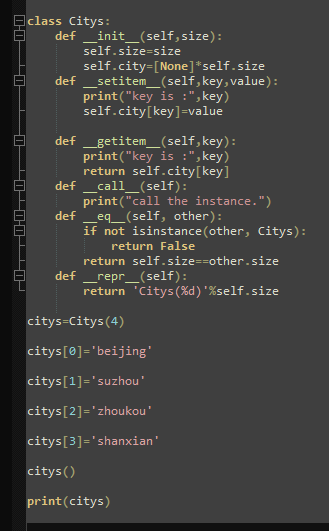 class Citys:
    def __init__(self,size):
        self.size=size
        self.city=[None]*self.size
    def __setitem__(self,key,value):
        print("key is :",key)
        self.city[key]=value

    def __getitem__(self,key):
        print("key is :",key)
        return self.city[key]
    def __call__(self):
        print("call the instance.")
    def __eq__(self, other):
        if not isinstance(other, Citys):
            return False
        return self.size==other.size
    def __repr__(self):
        return 'Citys(%d)'%self.size

citys=Citys(4)

citys[0]='beijing'

citys[1]='suzhou'

citys[2]='zhoukou'

citys[3]='shanxian'

citys()

print(citys)